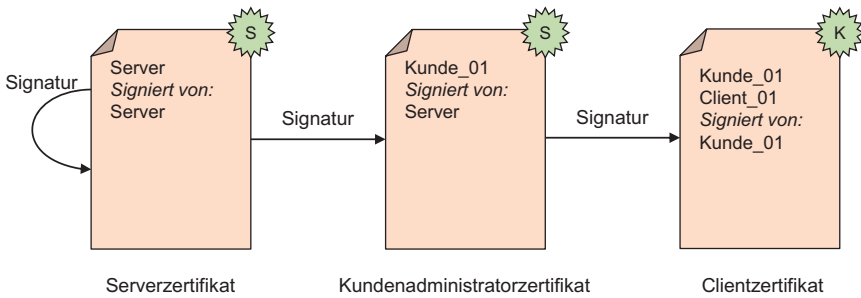 S
Server
Signiert von:
Server
Signatur
Signatur
S
Kunde_01
Signiert von:
Server
Signatur
K
Kunde_01
Client_01
Signiert von:
Kunde_01
Serverzertifikat
Kundenadministratorzertifikat
Clientzertifikat